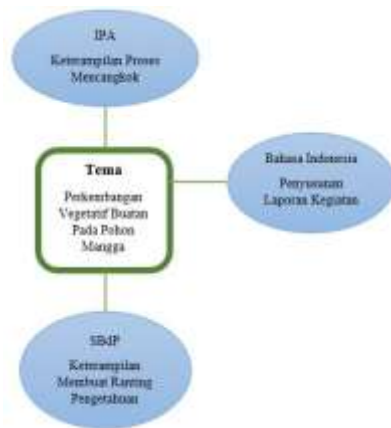 IPA
Keterampilan Proses
Mencangkok
Tema
Perkembangan
Vegetatif Buatan
Pada Pohon
Mangga
Bahasa Indonesia
Penyusunan
Laporan Kegiatan
SBdP
Keterampilan
Membuat Ranting
Pengetahuan